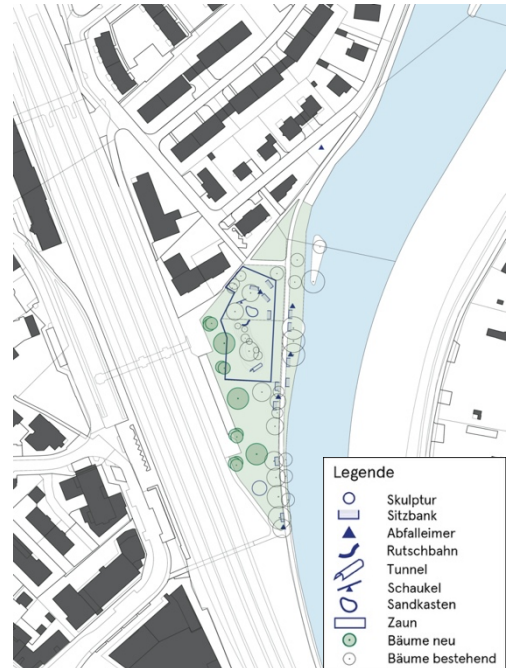 Legende
Skulptur
Sitzbank
Abfalleimer
Rutschbahn
Tunnel
Schaukel
Sandkasten
Zaun
Bäume neu
Bäume bestehend